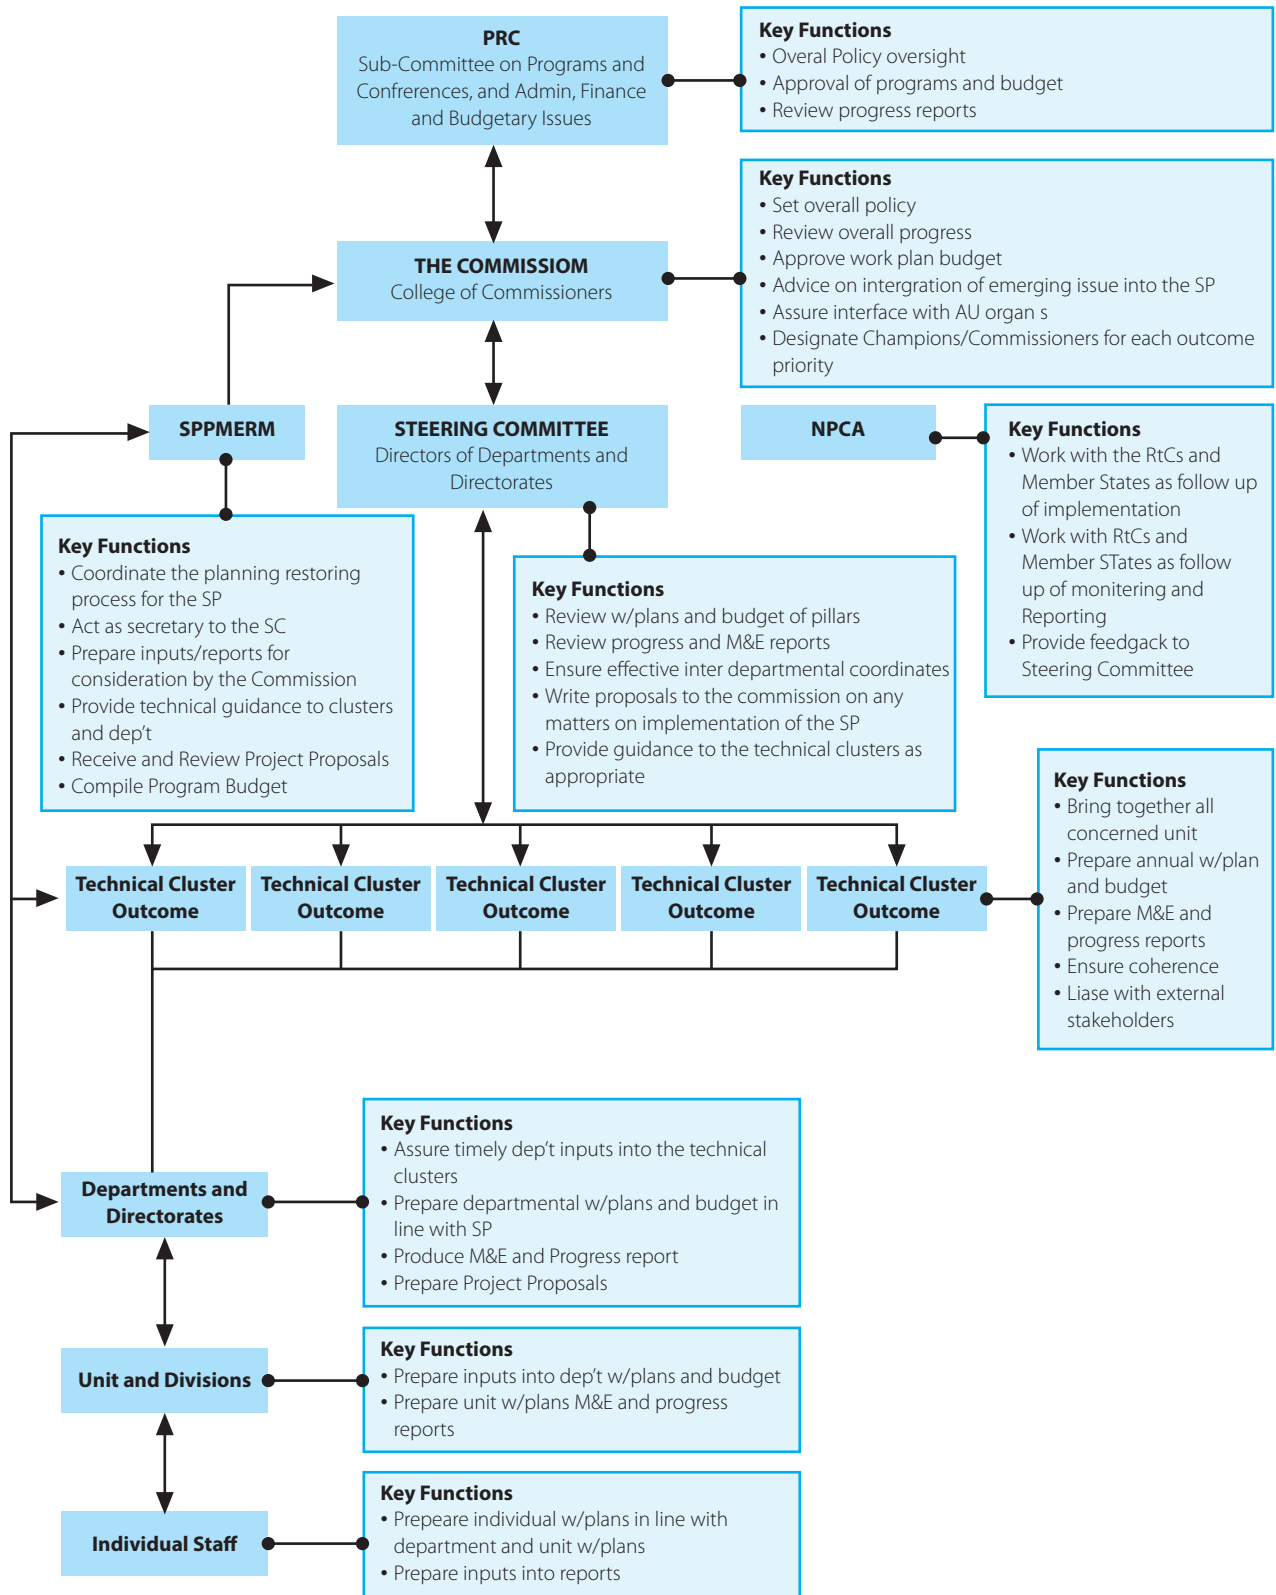 PRC
Sub-Committee on Programs and
Confrerences, and Admin, Finance
and Budgetary Issues
Key Functions
• Overal Policy oversight
• Approval of programs and budget
• Review progress reports
THE COMMISSIOM
College of Commissioners
Key Functions
• Set overall policy
• Review overall progress
• Approve work plan budget
• Advice on intergration of emerging issue into the SP
• Assure interface with AU organ s
• Designate Champions/Commissioners for each outcome
priority
SPPMERM
STEERING COMMITTEE
Directors of Departments and
Directorates
NPCA
Key Functions
• Work with the RtCs and
Member States as follow up
of implementation
• Work with RtCs and
Member STates as follow
up of monitering and
Reporting
• Provide feedgack to
Steering Committee
Key Functions
• Coordinate the planning restoring
process for the SP
• Act as secretary to the SC
• Prepare inputs/reports for
consideration by the Commission
• Provide technical guidance to clusters
and dep't
• Receive and Review Project Proposals
• Compile Program Budget
Key Functions
• Review w/plans and budget of pillars
• Review progress and M&E reports
• Ensure effective inter departmental coordinates
• Write proposals to the commission on any
matters on implementation of the SP
• Provide guidance to the technical clusters as
appropriate
Key Functions
• Bring together all
concerned unit
• Prepare annual w/plan
and budget
• Prepare M&E and
progress reports
• Ensure coherence
• Liase with external
stakeholders
Technical Cluster
Outcome
Technical Cluster
Outcome
Technical Cluster
Outcome
Technical Cluster
Outcome
Technical Cluster
Outcome
Departments and
Directorates
Key Functions
• Assure timely dep't inputs into the technical
clusters
• Prepare departmental w/plans and budget in
line with SP
• Produce M&E and Progress report
• Prepare Project Proposals
Unit and Divisions
Key Functions
• Prepare inputs into dep't w/plans and budget
• Prepare unit w/plans M&E and progress
reports
Individual Staff
Key Functions
• Prepeare individual w/plans in line with
department and unit w/plans
• Prepare inputs into reports